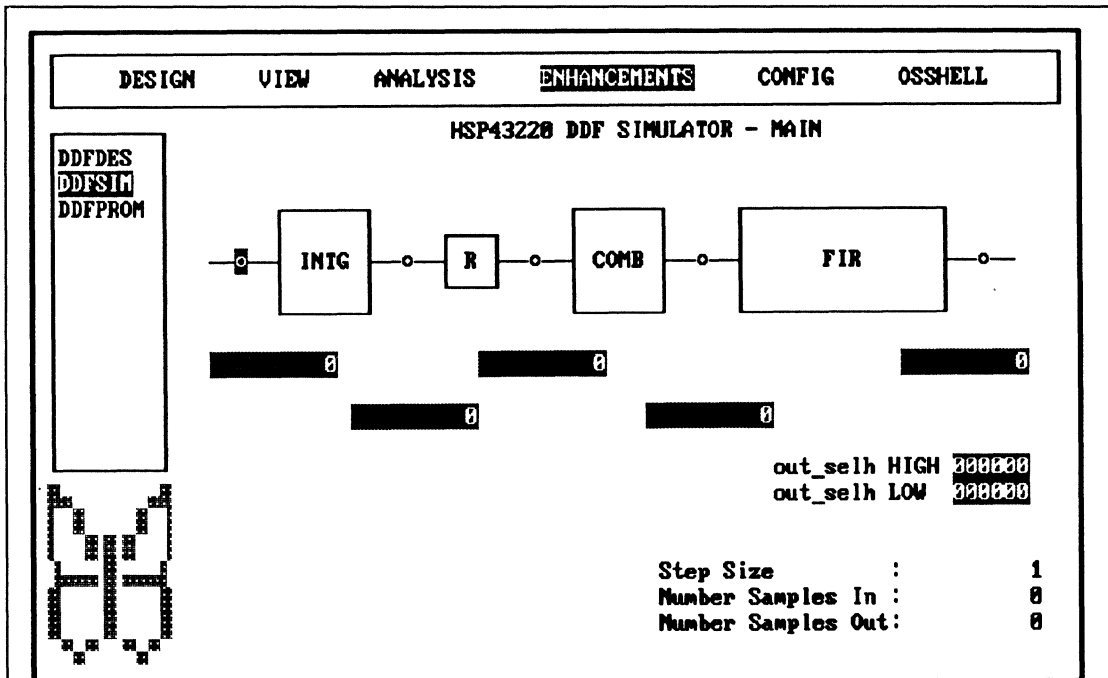 DESIGN VIEW ANALYSIS ENHANCEMENTS CONFIG OSSHELL
HSP43220 DDF SIMULATOR - MAIN
DDFDES
DDFSIM
DDFPROM
INTG R COMB FIR
0 0 0
0 0
out_selh HIGH 000000
out_selh LOW 000000
Step Size : 1
Number Samples In : 0
Number Samples Out: 0